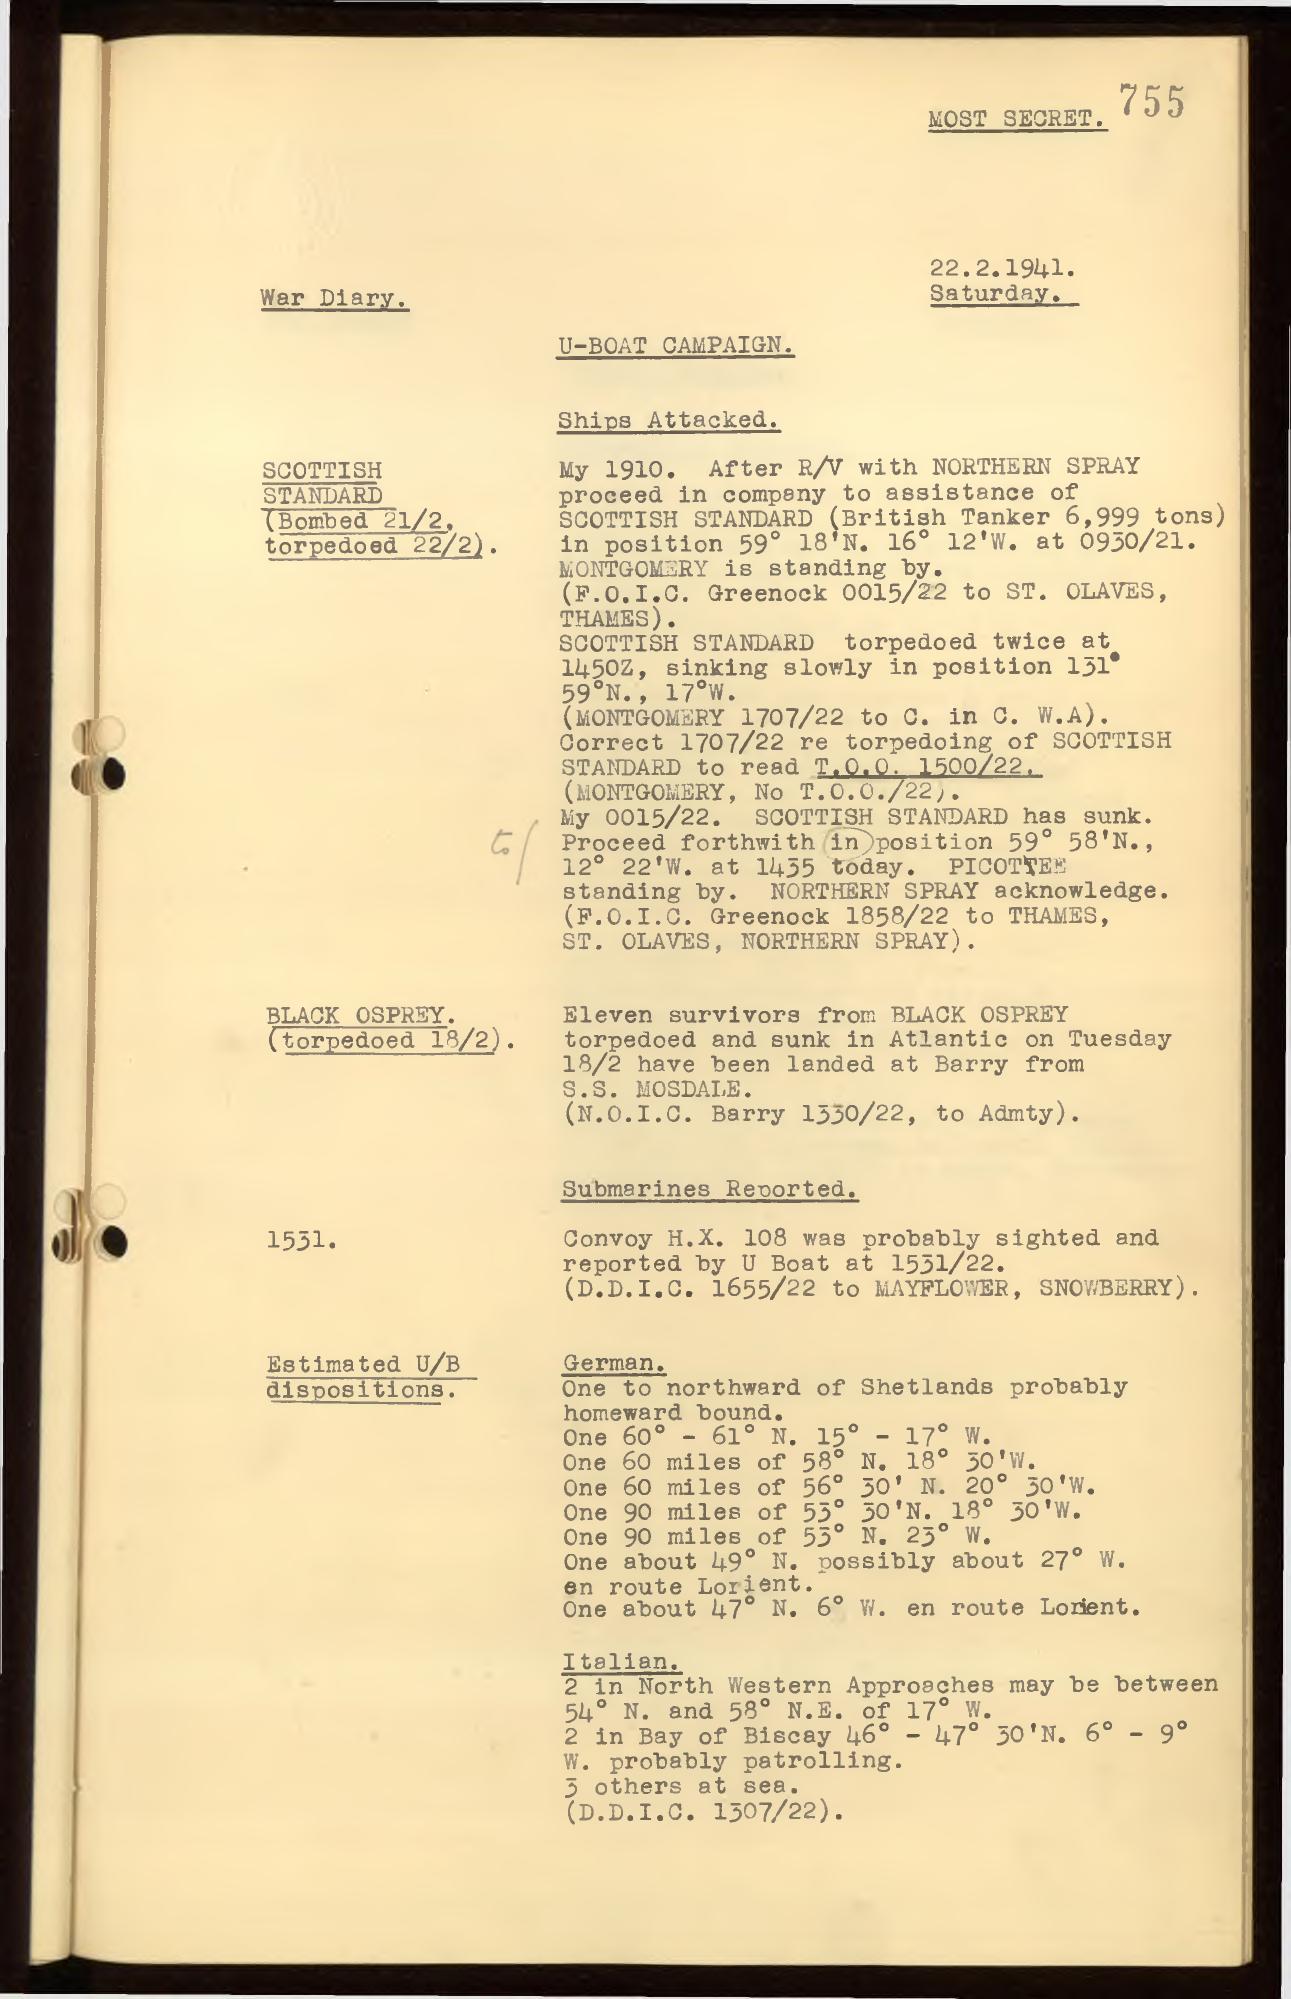 755
MOST SECRET.
22.2.1941.
War Diary.
Saturday.
U-BOAT CAMPAIGN.
Ships Attacked.
SCOTTISH
STANDARD
(Bombed 21/2,
torpedoed 22/2).
My 1910. After R/V with NORTHERN SPRAY
proceed in company to assistance of
SCOTTISH STANDARD (British Tanker 6,999 tons)
in position 59° 18'N. 16° 12'W. at 0930/21.
MONTGOMERY is standing by.
(F.O.I.C. Greenock 0015/22 to ST. OLAVES,
THAMES).
SCOTTISH STANDARD torpedoed twice at
1450Z, sinking slowly in position 131°
59°N., 17°W.
(MONTGOMERY 1707/22 to C. in C. W.A).
Correct 1707/22 re torpedoing of SCOTTISH
STANDARD to read T.O.O. 1500/22.
(MONTGOMERY, No T.O.O./22).
My 0015/22. SCOTTISH STANDARD has sunk.
to/
Proceed forthwith in position 59° 58'N.,
12° 22'W. at 1435 today. PICOTTEE
standing by. NORTHERN SPRAY acknowledge.
(F.O.I.C. Greenock 1858/22 to THAMES,
ST. OLAVES, NORTHERN SPRAY).
BLACK OSPREY.
(torpedoed 18/2).
Eleven survivors from BLACK OSPREY
torpedoed and sunk in Atlantic on Tuesday
18/2 have been landed at Barry from
S.S. MOSDALE.
(N.O.I.C. Barry 1330/22, to Admty).
Submarines Reported.
1531.
Convoy H.X. 108 was probably sighted and
reported by U Boat at 1531/22.
(D.D.I.C. 1655/22 to MAYFLOWER, SNOWBERRY).
Estimated U/B
dispositions.
German.
One to northward of Shetlands probably
homeward bound.
One 60° - 61° N. 15° - 17° W.
One 60 miles of 58° N. 18° 30'W.
One 60 miles of 56° 30' N. 20° 30'W.
One 90 miles of 53° 30'N. 18° 30'W.
One 90 miles of 53° N. 23° W.
One about 49° N. possibly about 27° W.
en route Lorient.
One about 47° N. 6° W. en route Lorient.
Italian.
2 in North Western Approaches may be between
54° N. and 58° N.E. of 17° W.
2 in Bay of Biscay 46° - 47° 30'N. 6° - 9°
W. probably patrolling.
3 others at sea.
(D.D.I.C. 1307/22).